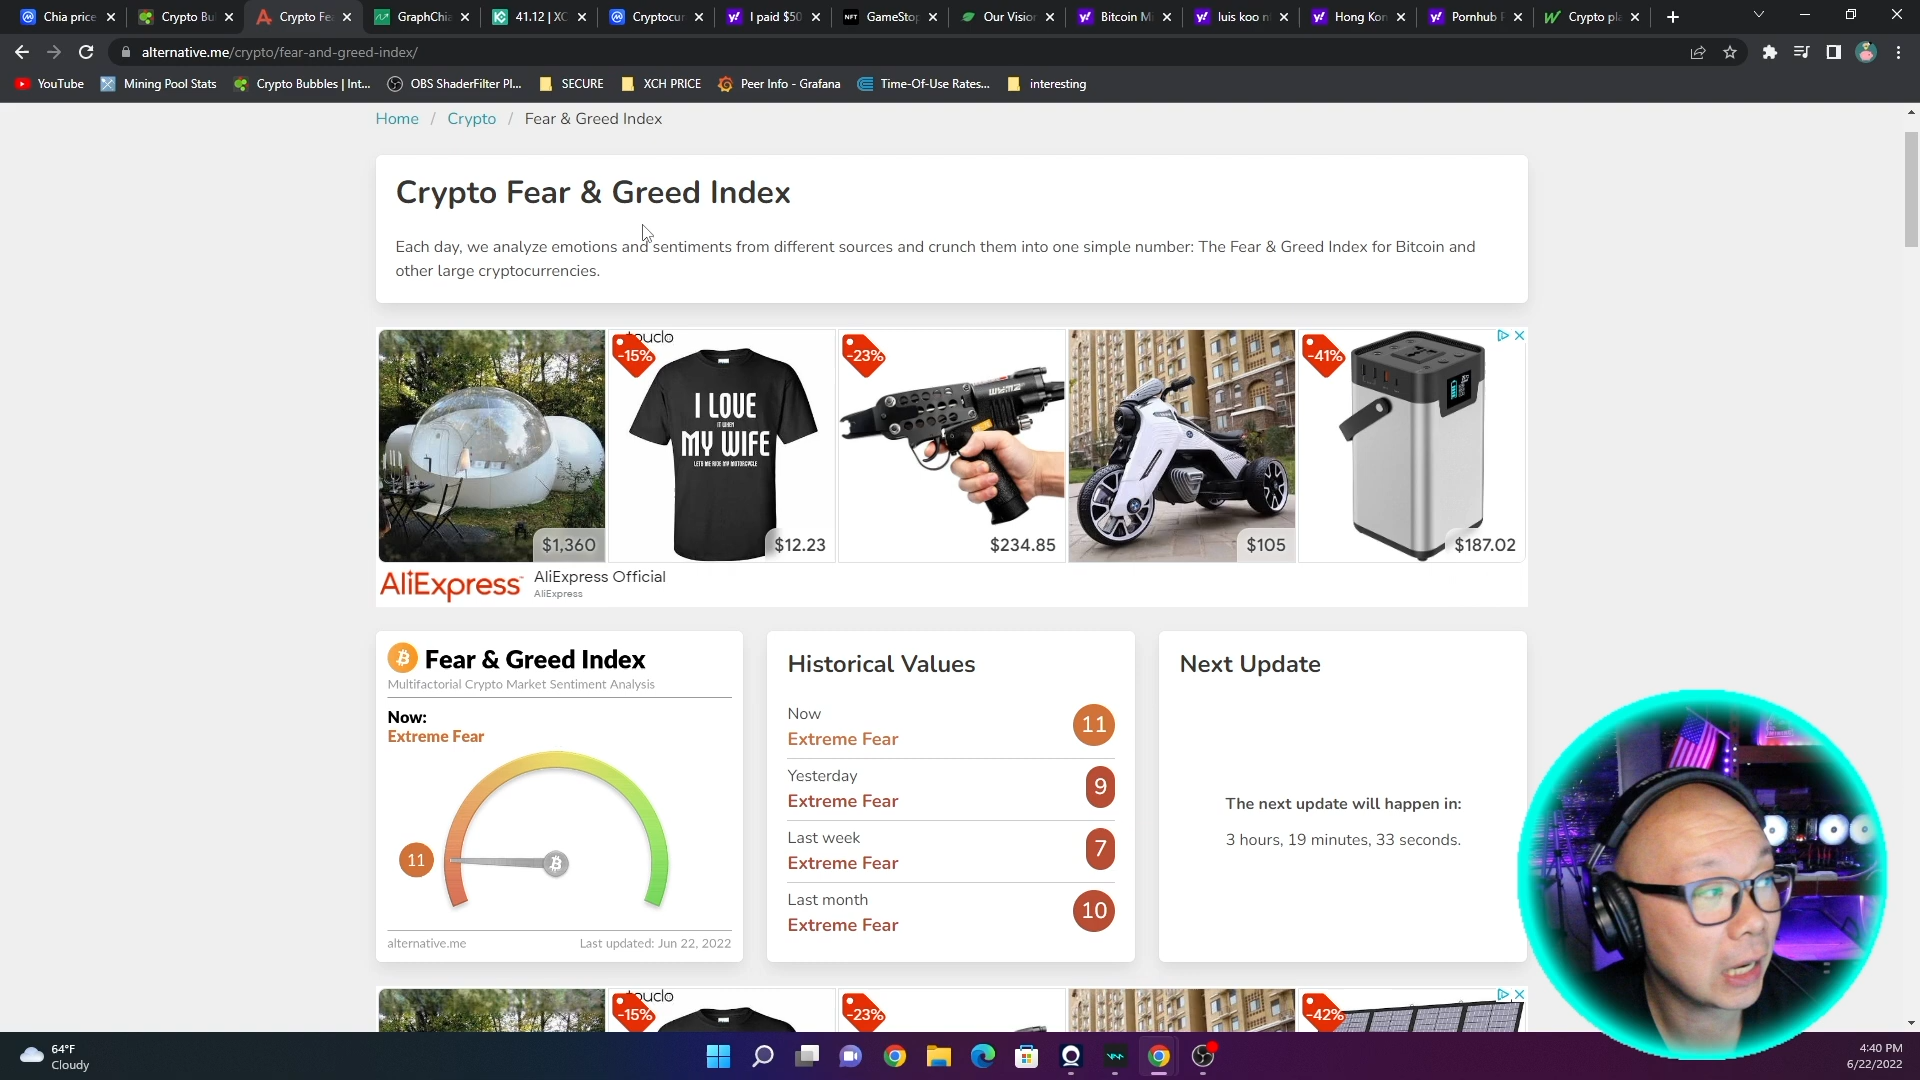 Chia price
Crypto Bu
Crypto Fea
GraphChia
41.12 | XC
Cryptocur
I paid $50
GameStop
Our Vision
Bitcoin Mi
luis koo n
Hong Kon
Pornhub F
Crypto pla
alternative.me/crypto/fear-and-greed-index/
YouTube
Mining Pool Stats
Crypto Bubbles | Int...
OBS ShaderFilter Pl...
SECURE
XCH PRICE
Peer Info - Grafana
Time-Of-Use Rates...
interesting
Home / Crypto / Fear & Greed Index
Crypto Fear & Greed Index
Each day, we analyze emotions and sentiments from different sources and crunch them into one simple number: The Fear & Greed Index for Bitcoin and
other large cryptocurrencies.
$1,360
-15%
I LOVE
IT WHEN
MY WIFE
LETS ME RIDE MY MOTORCYCLE
$12.23
-23%
$234.85
$105
-41%
$187.02
AliExpress
AliExpress Official
AliExpress
Fear & Greed Index
Multifactorial Crypto Market Sentiment Analysis
Now:
Extreme Fear
11
alternative.me
Last updated: Jun 22, 2022
Historical Values
Now
Extreme Fear
11
Yesterday
Extreme Fear
9
Last week
Extreme Fear
7
Last month
Extreme Fear
10
Next Update
The next update will happen in:
3 hours, 19 minutes, 33 seconds.
-15%
-23%
-42%
64°F
Cloudy
4:40 PM
6/22/2022